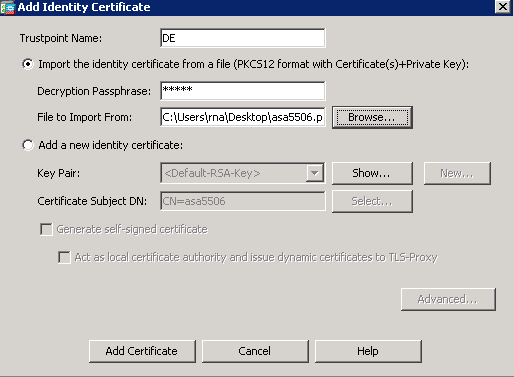 Add Identity Certificate
Trustpoint Name: DE
Import the identity certificate from a file (PKCS12 format with Certificate(s)+Private Key):
Decryption Passphrase: *****
File to Import From: C:\Users\rna\Desktop\asa5506.p Browse...
Add a new identity certificate:
Key Pair: <Default-RSA-Key> Show... New...
Certificate Subject DN: CN=asa5506 Select...
Generate self-signed certificate
Act as local certificate authority and issue dynamic certificates to TLS-Proxy
Advanced...
Add Certificate Cancel Help